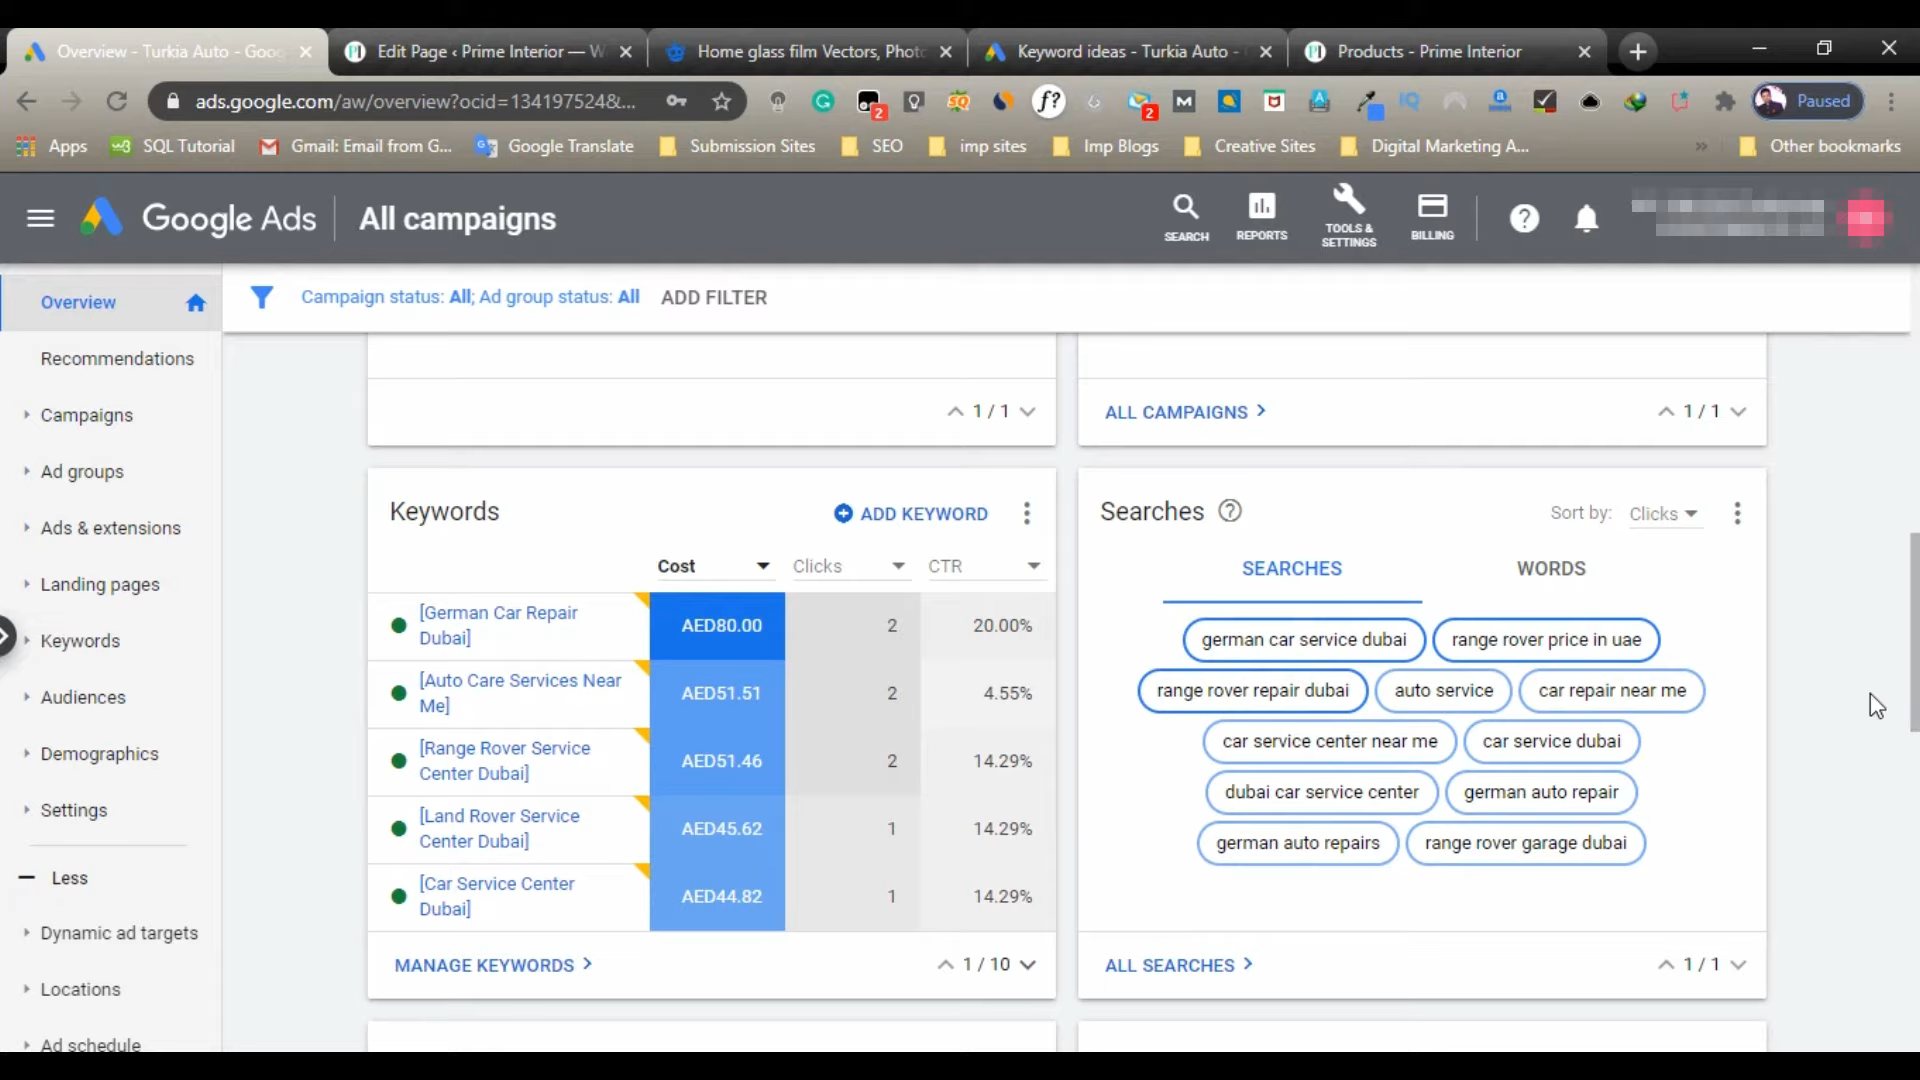 Overview - Turkia Auto - Goog
Edit Page ‹ Prime Interior — W
Home glass film Vectors, Photo
Keyword ideas - Turkia Auto -
Products - Prime Interior
ads.google.com/aw/overview?ocid=134197524&...
2
f?
2
Paused
Apps
SQL Tutorial
Gmail: Email from G...
Google Translate
Submission Sites
SEO
imp sites
Imp Blogs
Creative Sites
Digital Marketing A...
Other bookmarks
Google Ads
All campaigns
SEARCH
REPORTS
TOOLS & SETTINGS
BILLING
Overview
Recommendations
Campaigns
Ad groups
Ads & extensions
Landing pages
Keywords
Audiences
Demographics
Settings
Less
Dynamic ad targets
Locations
Ad schedule
Campaign status: All; Ad group status: All
ADD FILTER
1 / 1
ALL CAMPAIGNS
1 / 1
Keywords
ADD KEYWORD
Cost
Clicks
CTR
[German Car Repair Dubai]
AED80.00
2
20.00%
[Auto Care Services Near Me]
AED51.51
2
4.55%
[Range Rover Service Center Dubai]
AED51.46
2
14.29%
[Land Rover Service Center Dubai]
AED45.62
1
14.29%
[Car Service Center Dubai]
AED44.82
1
14.29%
MANAGE KEYWORDS
1 / 10
Searches
Sort by: Clicks
SEARCHES
WORDS
german car service dubai
range rover price in uae
range rover repair dubai
auto service
car repair near me
car service center near me
car service dubai
dubai car service center
german auto repair
german auto repairs
range rover garage dubai
ALL SEARCHES
1 / 1